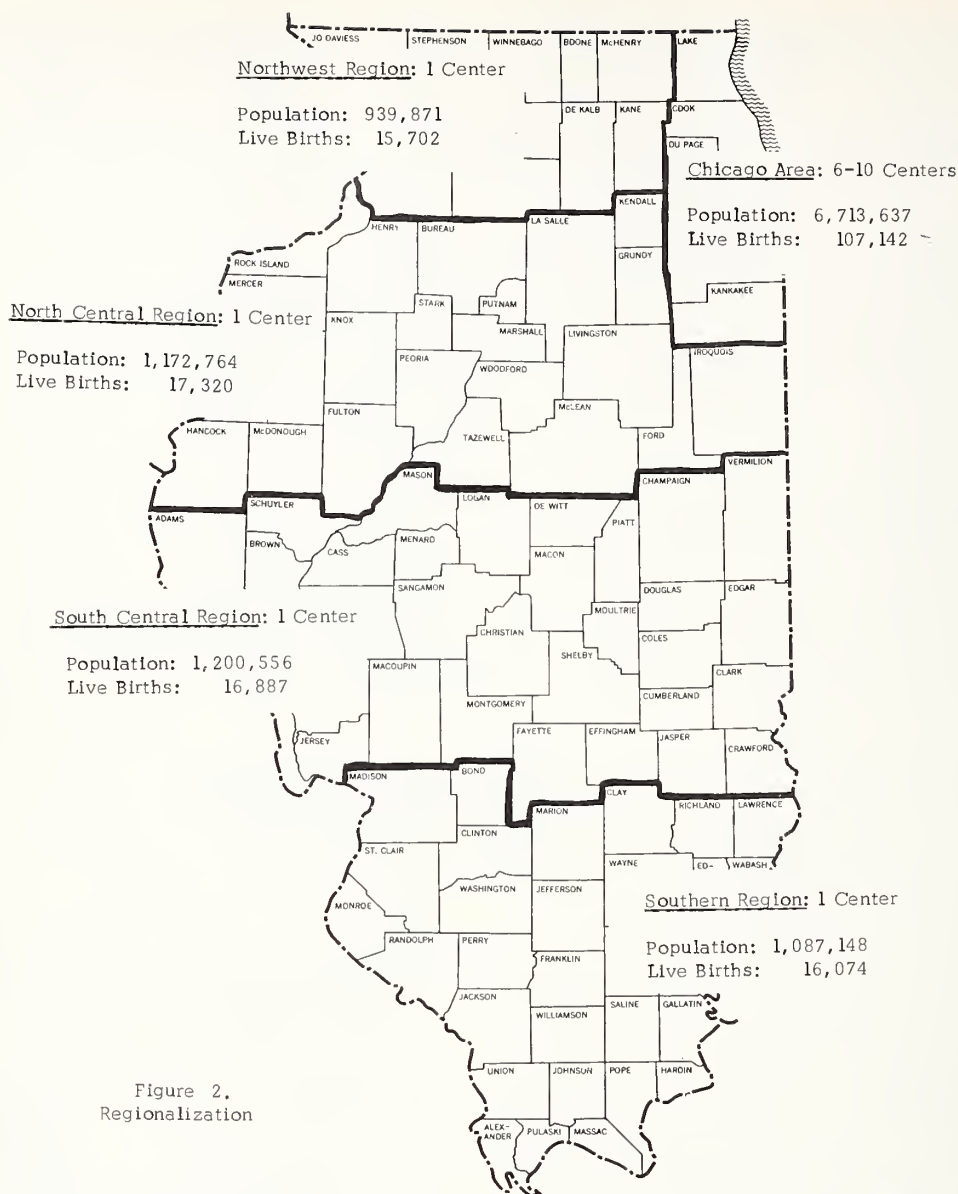 JO DAVIESS STEPHENSON WINNEBAGO BOONE McHENRY LAKE
Northwest Region: 1 Center
Population: 939,871
Live Births: 15,702
DE KALB KANE COOK
DU PAGE
Chicago Area: 6-10 Centers
Population: 6,713,637
Live Births: 107,142
KENDALL
LA SALLE
HENRY BUREAU
GRUNDY
ROCK ISLAND
MERCER
KANKAKEE
STARK PUTNAM
North Central Region: 1 Center
KNOX MARSHALL LIVINGSTON
Population: 1,172,764
Live Births: 17,320
PEORIA IROQUOIS
WOODFORD
FULTON McLEAN
HANCOCK McDONOUGH TAZEWELL FORD
VERMILION
MASON CHAMPAIGN
SCHUYLER LOGAN DE WITT
ADAMS PIATT
BROWN CASS MENARD MACON
SANGAMON DOUGLAS EDGAR
MOULTRIE
South Central Region: 1 Center
CHRISTIAN COLES
SHELBY
Population: 1,200,556
Live Births: 16,887
MACOUPIN CLARK
CUMBERLAND
MONTGOMERY
FAYETTE EFFINGHAM JASPER
JERSEY CRAWFORD
MADISON BOND
CLAY
MARION RICHLAND LAWRENCE
CLINTON
ST. CLAIR WAYNE ED- WABASH
WASHINGTON JEFFERSON
MONROE
Southern Region: 1 Center
Population: 1,087,148
Live Births: 16,074
RANDOLPH PERRY
FRANKLIN
JACKSON SALINE GALLATIN
WILLIAMSON
UNION JOHNSON POPE HARDIN
Figure 2.
Regionalization
ALEX-
ANDER PULASKI MASSAC